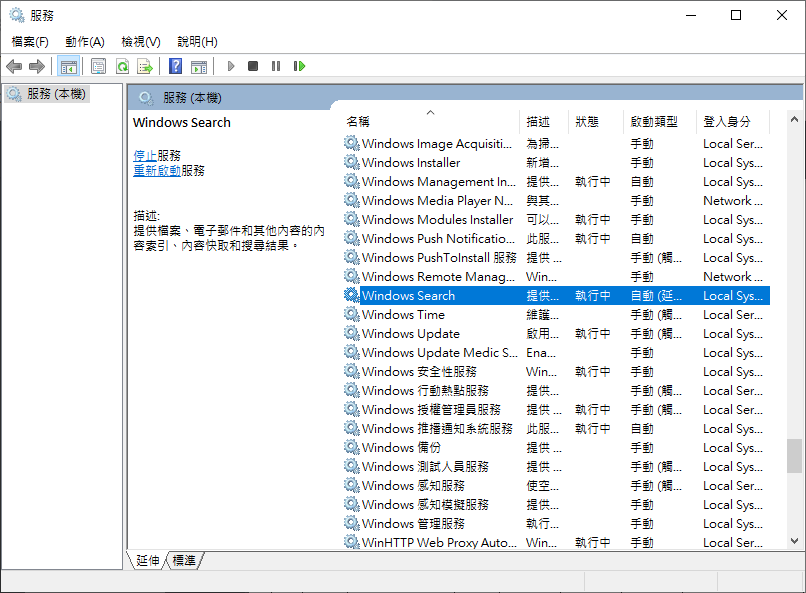 服務
檔案(F) 動作(A) 檢視(V) 說明(H)
服務 (本機)
服務 (本機)
Windows Search
停止服務
重新啟動服務
描述:
提供檔案、電子郵件和其他內容的內
容索引、內容快取和搜尋結果。
名稱 描述 狀態 啟動類型 登入身分
Windows Image Acquisiti... 為掃... 手動 Local Ser...
Windows Installer 新增... 手動 Local Sys...
Windows Management In... 提供... 執行中 自動 Local Sys...
Windows Media Player N... 與其... 手動 Network ...
Windows Modules Installer 可以... 執行中 手動 Local Sys...
Windows Push Notificatio... 此服... 執行中 自動 Local Sys...
Windows PushToInstall 服務 提供 ... 手動 (觸... Local Sys...
Windows Remote Manag... Win... 手動 Network ...
Windows Search 提供... 執行中 自動 (延... Local Sys...
Windows Time 維護... 手動 (觸... Local Ser...
Windows Update 啟用... 執行中 手動 (觸... Local Sys...
Windows Update Medic S... Ena... 手動 Local Sys...
Windows 安全性服務 Win... 執行中 手動 Local Sys...
Windows 行動熱點服務 提供... 手動 (觸... Local Ser...
Windows 授權管理員服務 提供 ... 執行中 手動 (觸... Local Ser...
Windows 推播通知系統服務 此服... 執行中 自動 Local Sys...
Windows 備份 提供 ... 手動 Local Sys...
Windows 測試人員服務 提供 ... 手動 (觸... Local Sys...
Windows 感知服務 使空... 手動 (觸... Local Ser...
Windows 感知模擬服務 提供... 手動 Local Sys...
Windows 管理服務 執行... 手動 Local Sys...
WinHTTP Web Proxy Auto... Win... 執行中 手動 Local Ser...
延伸 標準